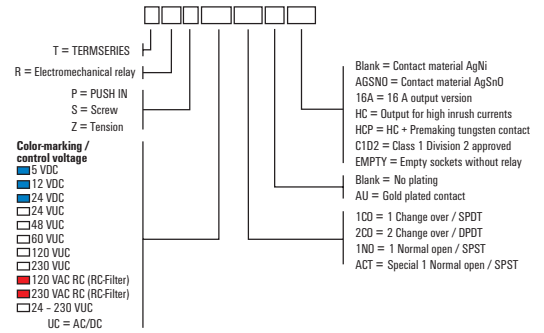 T = TERMSERIES
R = Electromechanical relay
P = PUSH IN
S = Screw
Z = Tension
Color-marking /
control voltage
5 VDC
12 VDC
24 VDC
24 VUC
48 VUC
60 VUC
120 VUC
230 VUC
120 VAC RC (RC-Filter)
230 VAC RC (RC-Filter)
24 – 230 VUC
UC = AC/DC
Blank = Contact material AgNi
AGSNO = Contact material AgSnO
16A = 16 A output version
HC = Output for high inrush currents
HCP = HC + Premaking tungsten contact
C1D2 = Class 1 Division 2 approved
EMPTY = Empty sockets without relay
Blank = No plating
AU = Gold plated contact
1CO = 1 Change over / SPDT
2CO = 2 Change over / DPDT
1NO = 1 Normal open / SPST
ACT = Special 1 Normal open / SPST